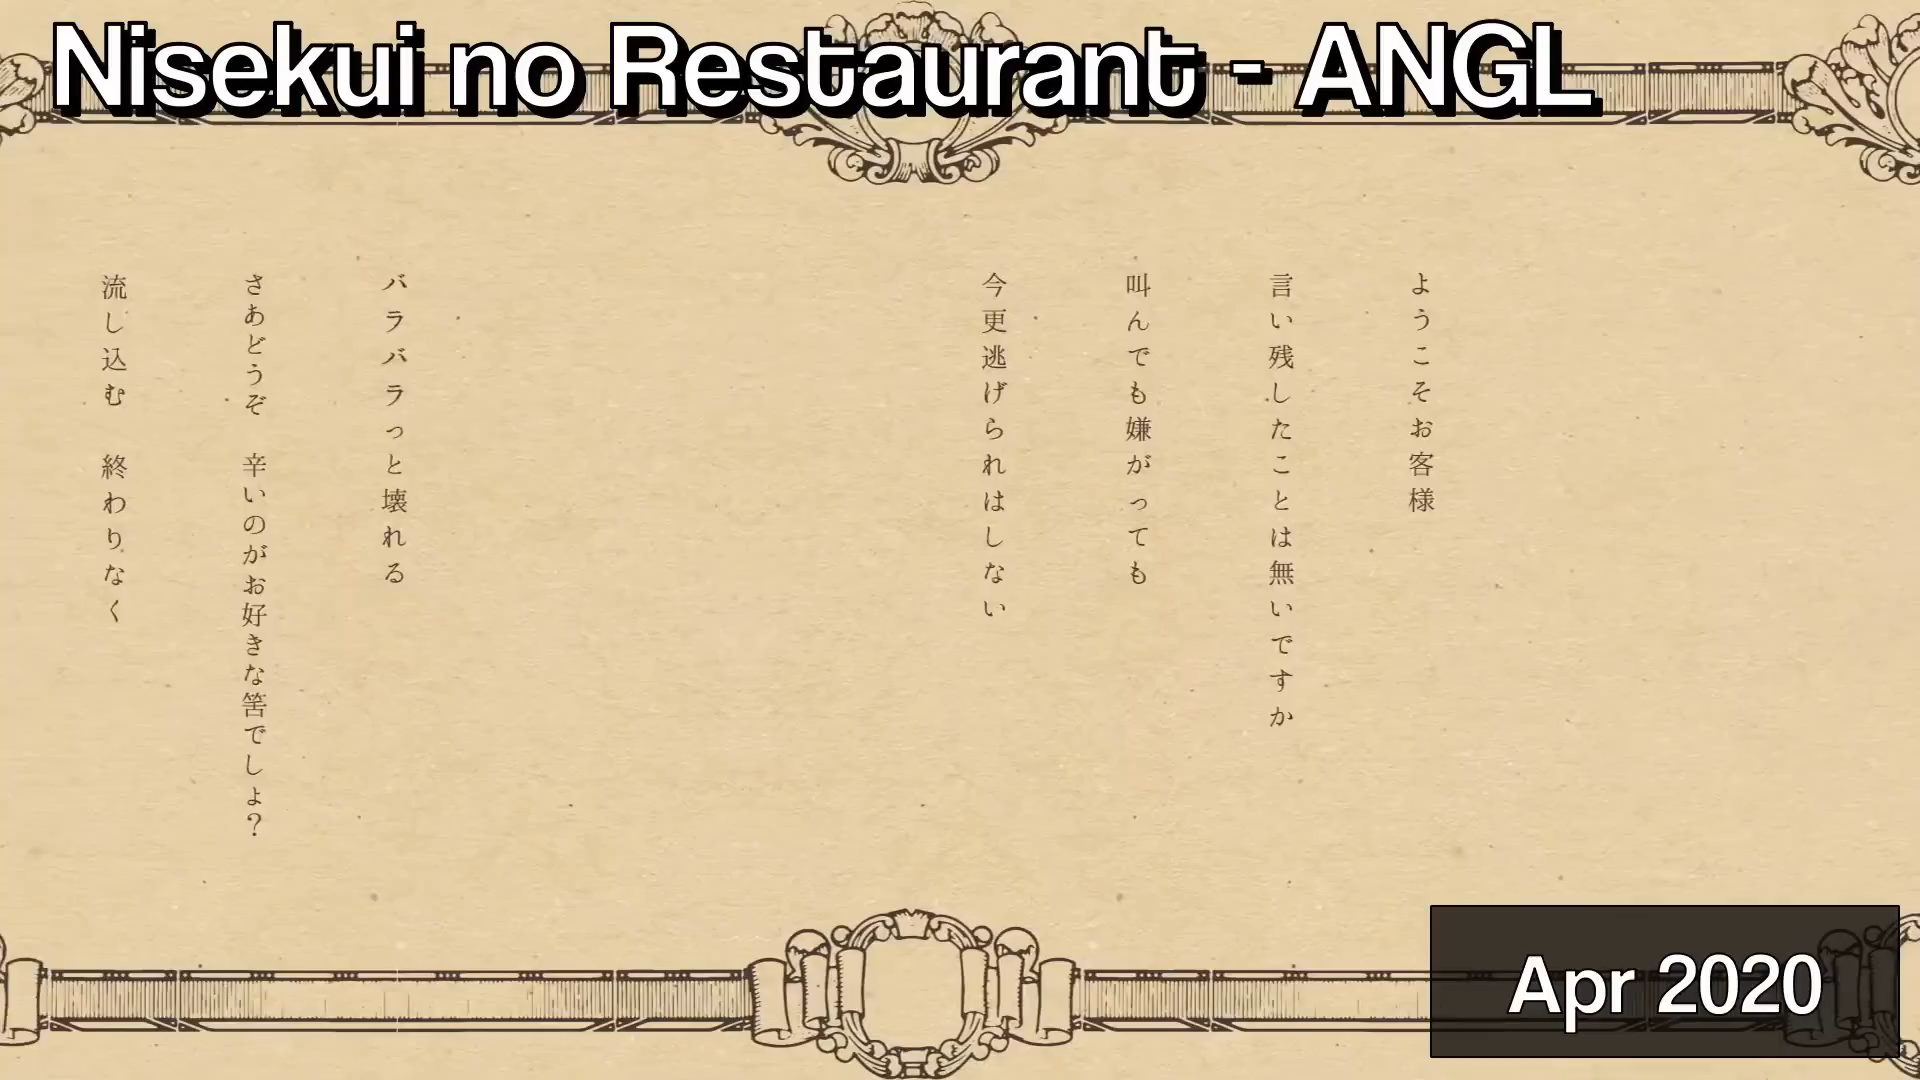 Nisekui no Restaurant - ANGL
ようこそお客様
言い残したことは無いですか
叫んでも嫌がっても
今更逃げられはしない
バラバラっと壊れる
さあどうぞ　辛いのがお好きな筈でしょ？
流し込む　終わりなく
Apr 2020